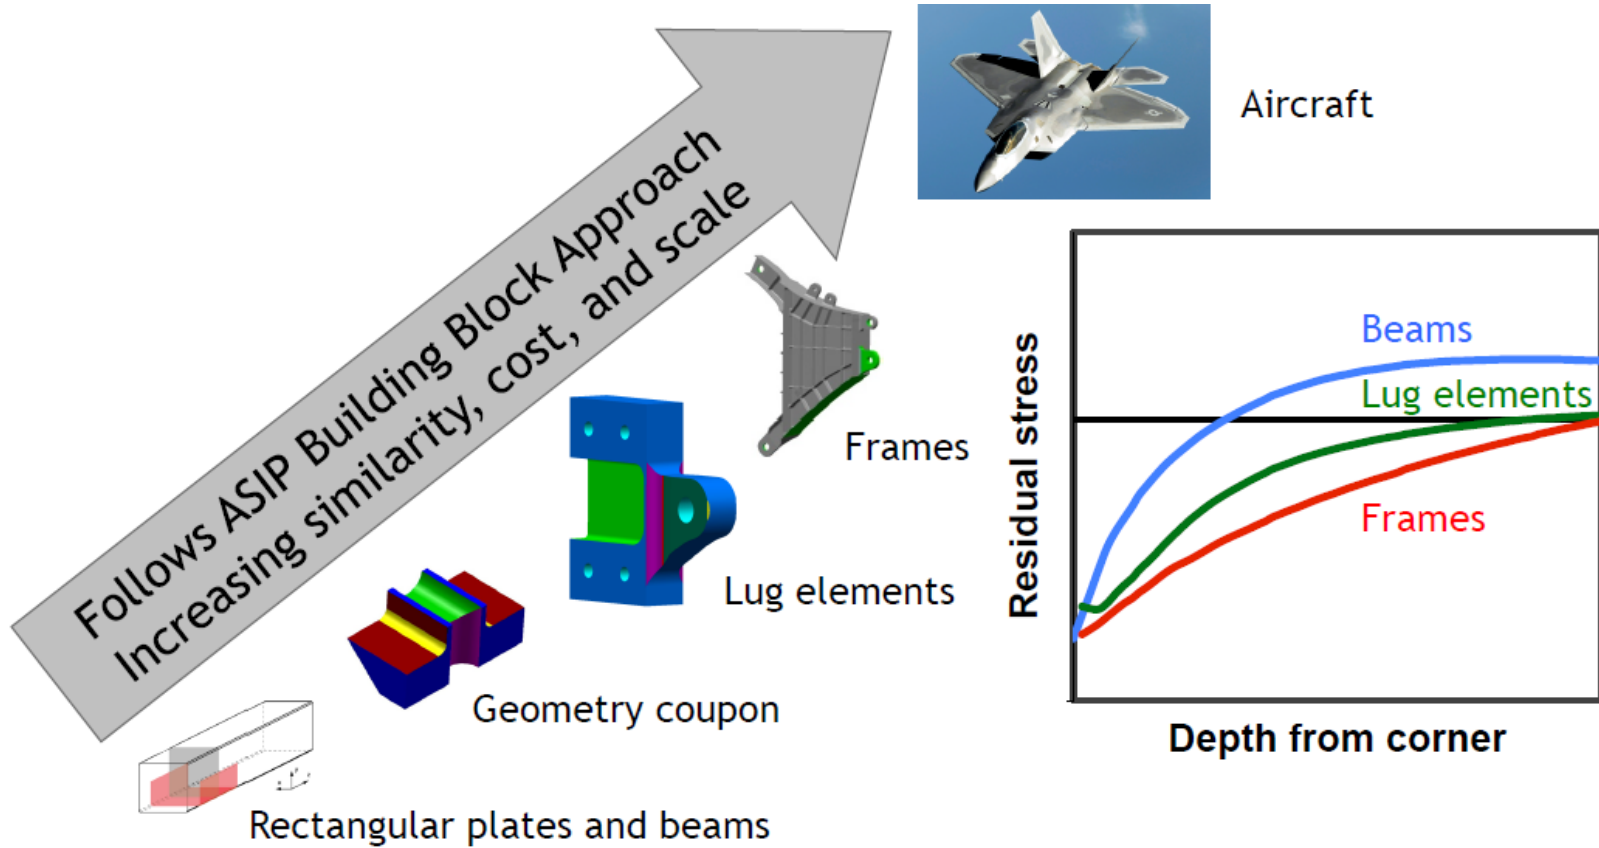 Follows ASIP Building Block Approach
Increasing similarity, cost, and scale
Aircraft
Frames
Lug elements
Geometry coupon
Rectangular plates and beams
Residual stress
Beams
Lug elements
Frames
Depth from corner